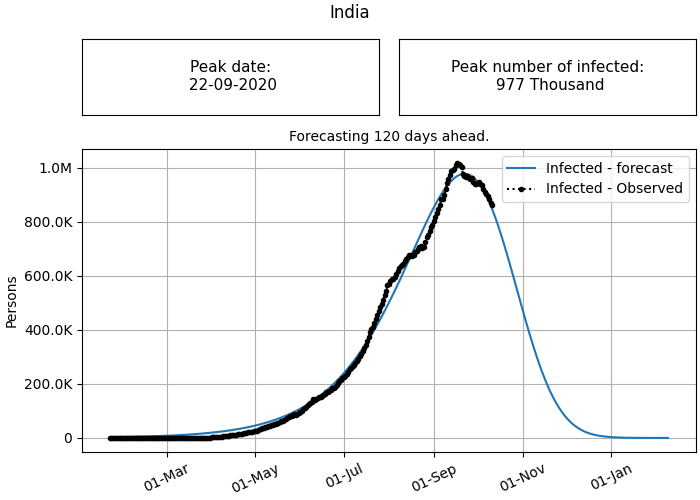 India
Peak date:
22-09-2020
Peak number of infected:
977 Thousand
Forecasting 120 days ahead.
Infected - forecast
Infected - Observed
Persons
1.0M
800.0K
600.0K
400.0K
200.0K
0
01-Mar
01-May
01-Jul
01-Sep
01-Nov
01-Jan